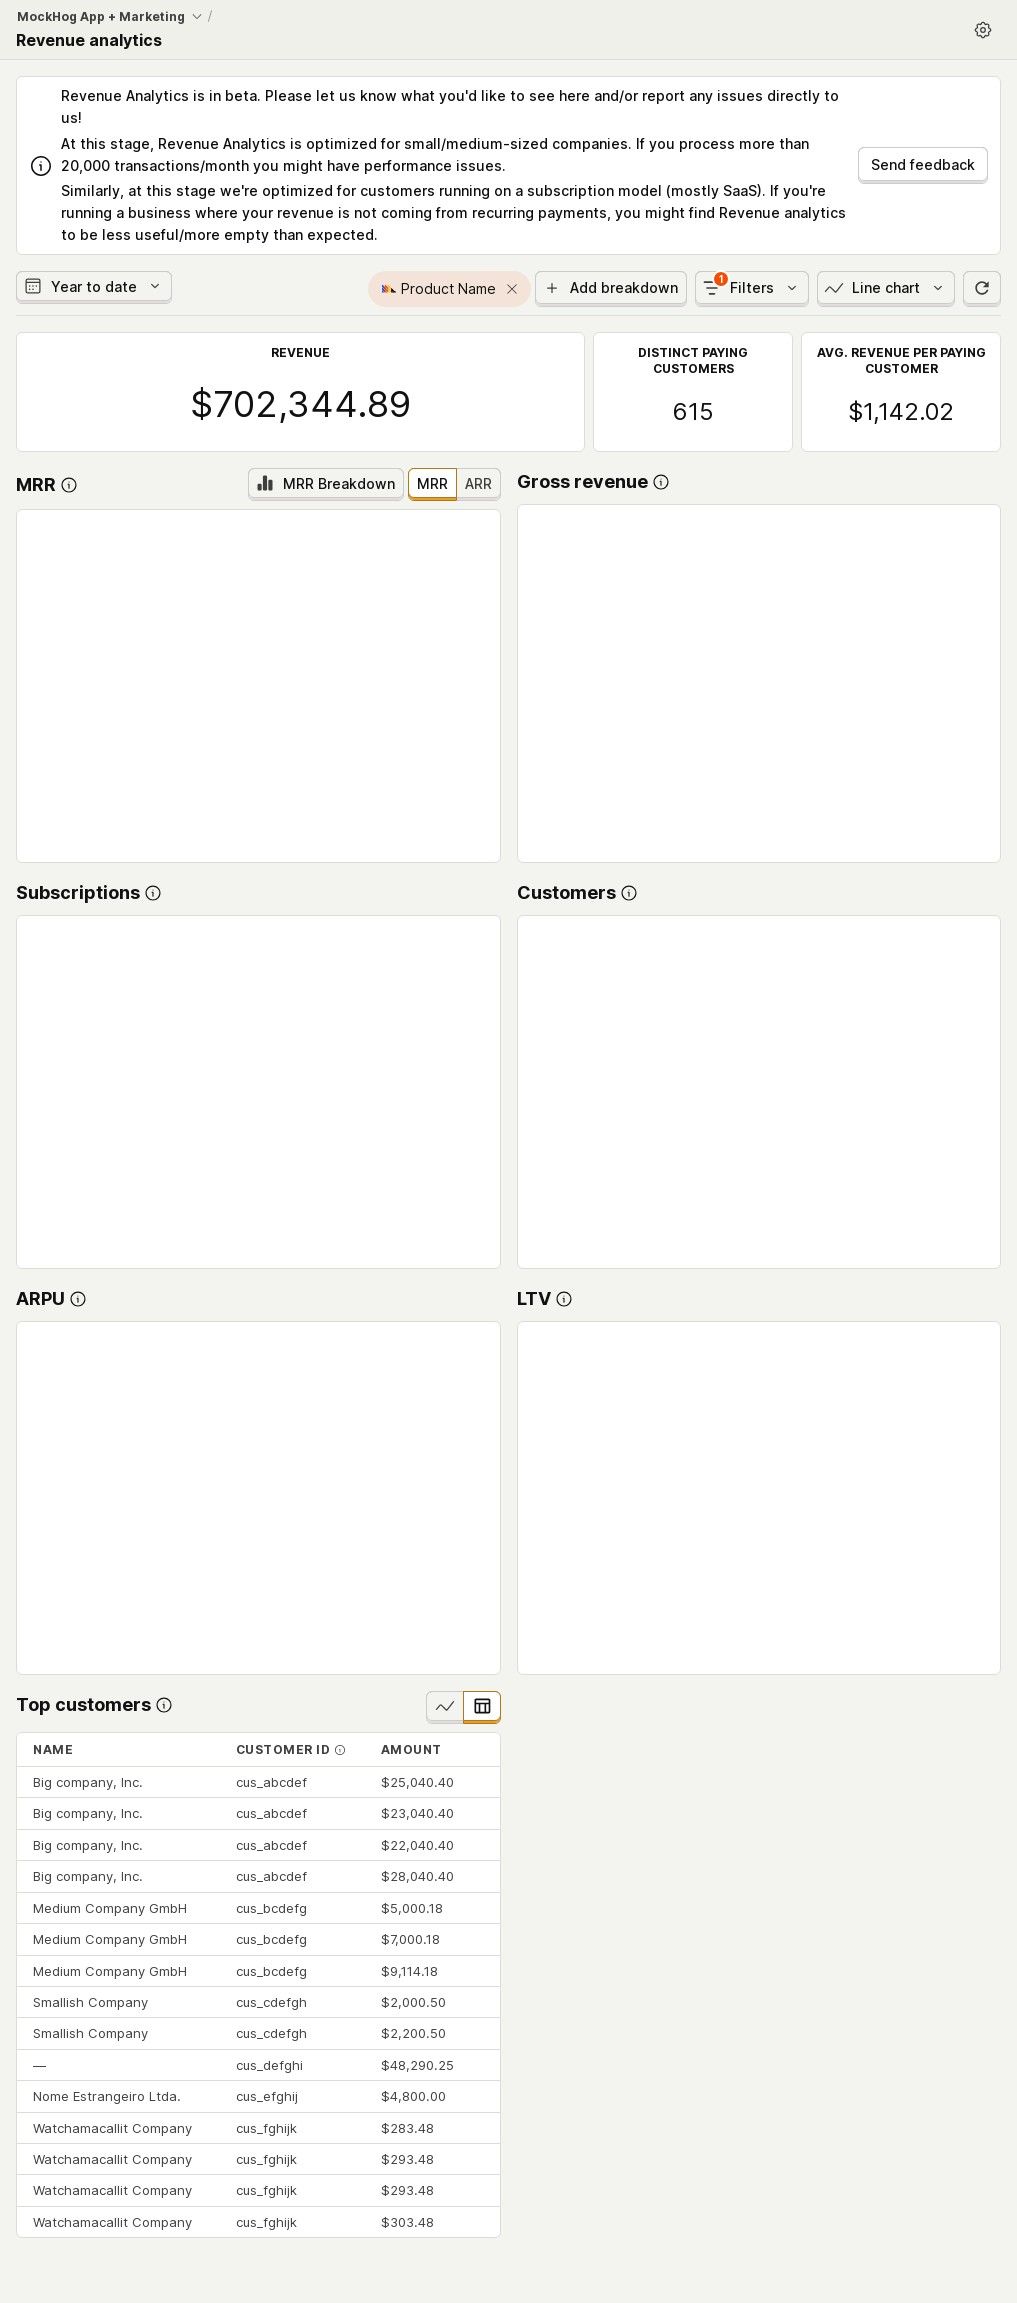 MockHog App + Marketing /
Revenue analytics
Revenue Analytics is in beta. Please let us know what you'd like to see here and/or report any issues directly to
us!
At this stage, Revenue Analytics is optimized for small/medium-sized companies. If you process more than
20,000 transactions/month you might have performance issues.
Similarly, at this stage we're optimized for customers running on a subscription model (mostly SaaS). If you're
running a business where your revenue is not coming from recurring payments, you might find Revenue analytics
to be less useful/more empty than expected.
Send feedback
Year to date
Product Name
Add breakdown
1
Filters
Line chart
REVENUE
$702,344.89
DISTINCT PAYING
CUSTOMERS
615
AVG. REVENUE PER PAYING
CUSTOMER
$1,142.02
MRR
MRR Breakdown
MRR
ARR
Gross revenue
Subscriptions
Customers
ARPU
LTV
Top customers
NAME CUSTOMER ID AMOUNT
Big company, Inc. cus_abcdef $25,040.40
Big company, Inc. cus_abcdef $23,040.40
Big company, Inc. cus_abcdef $22,040.40
Big company, Inc. cus_abcdef $28,040.40
Medium Company GmbH cus_bcdefg $5,000.18
Medium Company GmbH cus_bcdefg $7,000.18
Medium Company GmbH cus_bcdefg $9,114.18
Smallish Company cus_cdefgh $2,000.50
Smallish Company cus_cdefgh $2,200.50
— cus_defghi $48,290.25
Nome Estrangeiro Ltda. cus_efghij $4,800.00
Watchamacallit Company cus_fghijk $283.48
Watchamacallit Company cus_fghijk $293.48
Watchamacallit Company cus_fghijk $293.48
Watchamacallit Company cus_fghijk $303.48